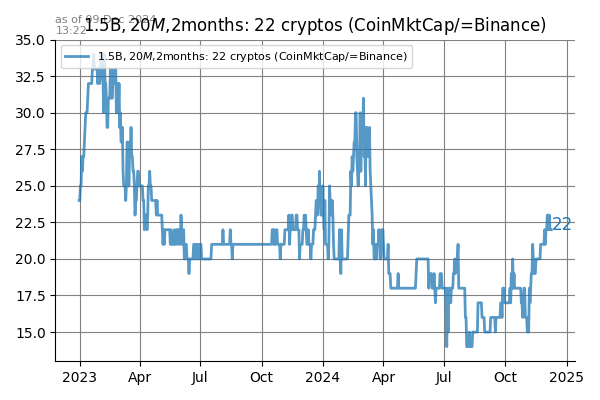 as of 09 Dec 2024
13:22
1.5B,20M,2months: 22 cryptos (CoinMktCap/=Binance)
1.5B,20M,2months: 22 cryptos (CoinMktCap/=Binance)
35.0
32.5
30.0
27.5
25.0
22.5
20.0
17.5
15.0
22
2023
Apr
Jul
Oct
2024
Apr
Jul
Oct
2025